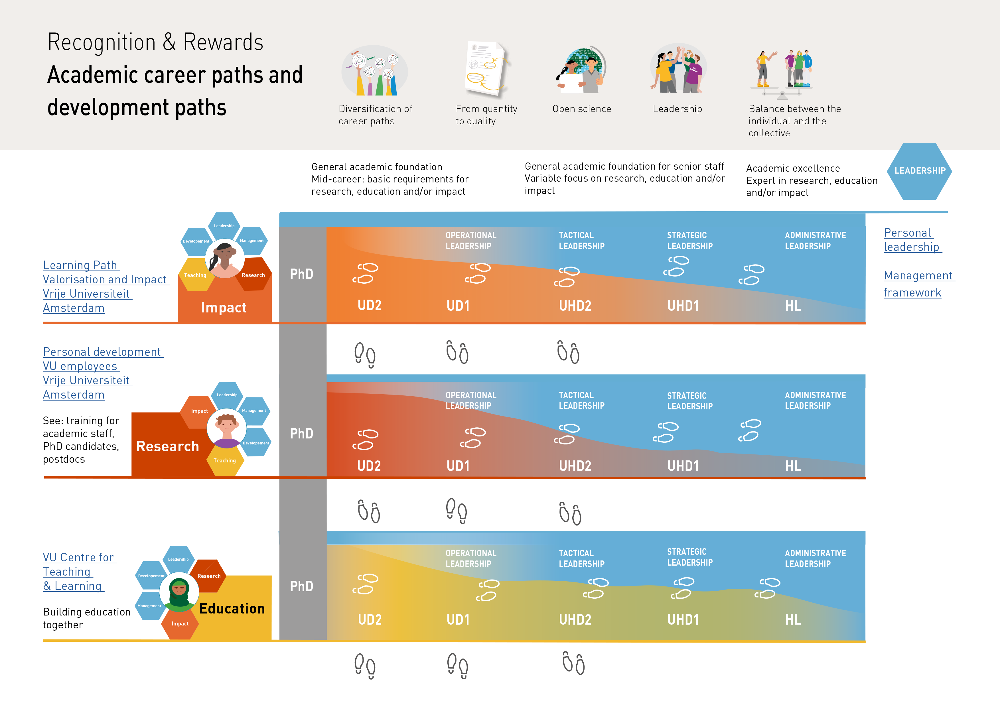 Recognition & Rewards
Academic career paths and
development paths
Education
Research
Impact
Diversification of
career paths
From quantity
to quality
Open science
Leadership
Balance between the
individual and the
collective
General academic foundation
Mid-career: basic requirements for
research, education and/or impact
General academic foundation for senior staff
Variable focus on research, education and/or
impact
Academic excellence
Expert in research, education
and/or impact
LEADERSHIP
Learning Path
Valorisation and Impact
Vrije Universiteit
Amsterdam
Leadership
Developement
Management
Teaching
Research
Impact
PhD
OPERATIONAL
LEADERSHIP
TACTICAL
LEADERSHIP
STRATEGIC
LEADERSHIP
ADMINISTRATIVE
LEADERSHIP
UD2
UD1
UHD2
UHD1
HL
Personal
leadership
Management
framework
Personal development
VU employees
Vrije Universiteit
Amsterdam
See: training for
academic staff,
PhD candidates,
postdocs
Leadership
Impact
Management
Developement
Research
Teaching
PhD
OPERATIONAL
LEADERSHIP
TACTICAL
LEADERSHIP
STRATEGIC
LEADERSHIP
ADMINISTRATIVE
LEADERSHIP
UD2
UD1
UHD2
UHD1
HL
VU Centre for
Teaching
& Learning
Building education
together
Leadership
Developement
Research
Management
Education
Impact
PhD
OPERATIONAL
LEADERSHIP
TACTICAL
LEADERSHIP
STRATEGIC
LEADERSHIP
ADMINISTRATIVE
LEADERSHIP
UD2
UD1
UHD2
UHD1
HL